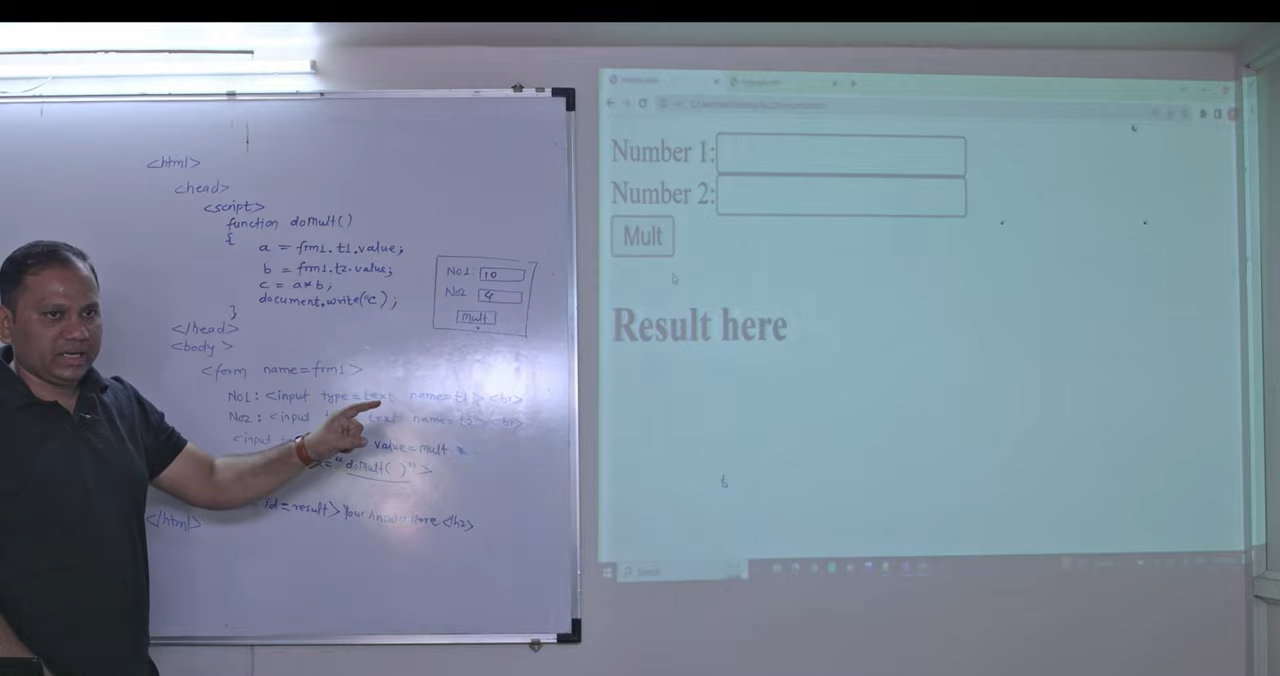 <html>
<head>
<script>
function doMult()
{
a = frm1.t1.value;
b = frm1.t2.value;
c = a*b;
document.write("C);
}
</head>
<body>
<form name=frm1>
No1: <input type=text name=t1> <br>
No2: <input text name=t2> <br>
<input value=mult
="doMult( )">
id=result> Your Answer Here </h2>
</html>
No1: 10
No2 4
Mult
Number 1:
Number 2:
Mult
Result here
Search